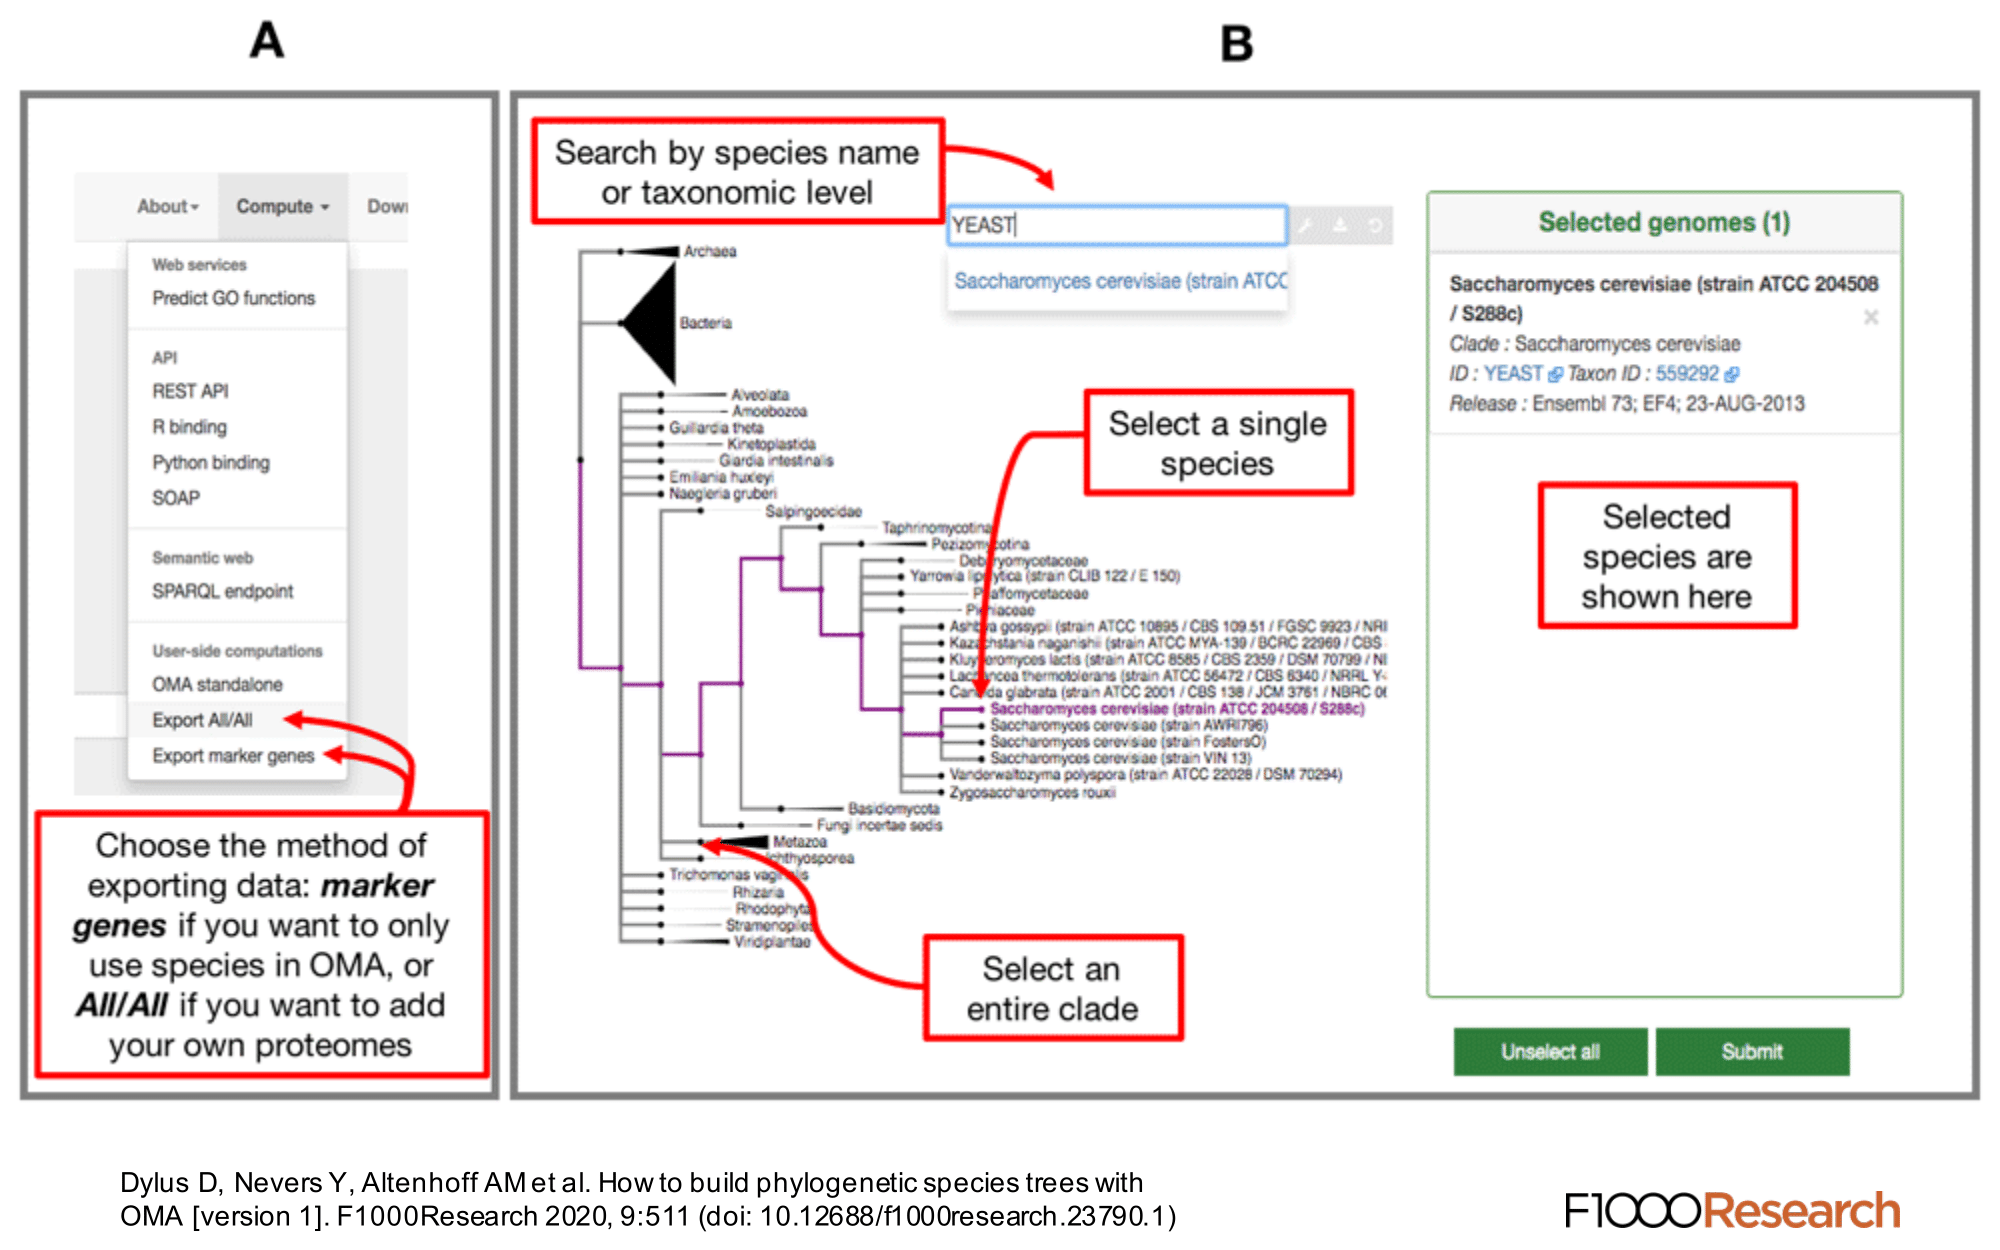 A
B
About
Compute
Down
Web services
Predict GO functions
API
REST API
R binding
Python binding
SOAP
Semantic web
SPARQL endpoint
User-side computations
OMA standalone
Export All/All
Export marker genes
Choose the method of
exporting data: marker
genes if you want to only
use species in OMA, or
All/All if you want to add
your own proteomes
Search by species name
or taxonomic level
YEAST
Saccharomyces cerevisiae (strain ATCC
Archaea
Bacteria
Alveolata
Amoebozoa
Guillardia theta
Kinetoplastida
Giardia intestinalis
Emiliania huxleyi
Naegleria gruberi
Salpingoecidae
Taphrinomycotina
Pezizomycotina
Debaryomycetaceae
Yarrowia lipolytica (strain CLIB 122 / E 150)
Phaffomycetaceae
Pichiaceae
Ashbya gossypii (strain ATCC 10895 / CBS 109.51 / FGSC 9923 / NRI
Kazachstania naganishii (strain ATCC MYA-139 / BCRC 22969 / CBS
Kluyveromyces lactis (strain ATCC 8585 / CBS 2359 / DSM 70799 / NI
Lachancea thermotolerans (strain ATCC 56472 / CBS 6340 / NRRL Y-
Candida glabrata (strain ATCC 2001 / CBS 138 / JCM 3761 / NBRC 06
Saccharomyces cerevisiae (strain ATCC 204508 / S288c)
Saccharomyces cerevisiae (strain AWRI796)
Saccharomyces cerevisiae (strain FostersO)
Saccharomyces cerevisiae (strain VIN 13)
Vanderwaltozyma polyspora (strain ATCC 22028 / DSM 70294)
Zygosaccharomyces rouxii
Basidiomycota
Fungi incertae sedis
Metazoa
Ichthyosporea
Trichomonas vaginalis
Rhizaria
Rhodophyta
Stramenopiles
Viridiplantae
Select a single
species
Select an
entire clade
Selected genomes (1)
Saccharomyces cerevisiae (strain ATCC 204508
/ S288c)
Clade : Saccharomyces cerevisiae
ID : YEAST Taxon ID : 559292
Release : Ensembl 73; EF4; 23-AUG-2013
Selected
species are
shown here
Unselect all
Submit
Dylus D, Nevers Y, Altenhoff AM et al. How to build phylogenetic species trees with
OMA [version 1]. F1000Research 2020, 9:511 (doi: 10.12688/f1000research.23790.1)
F1000Research